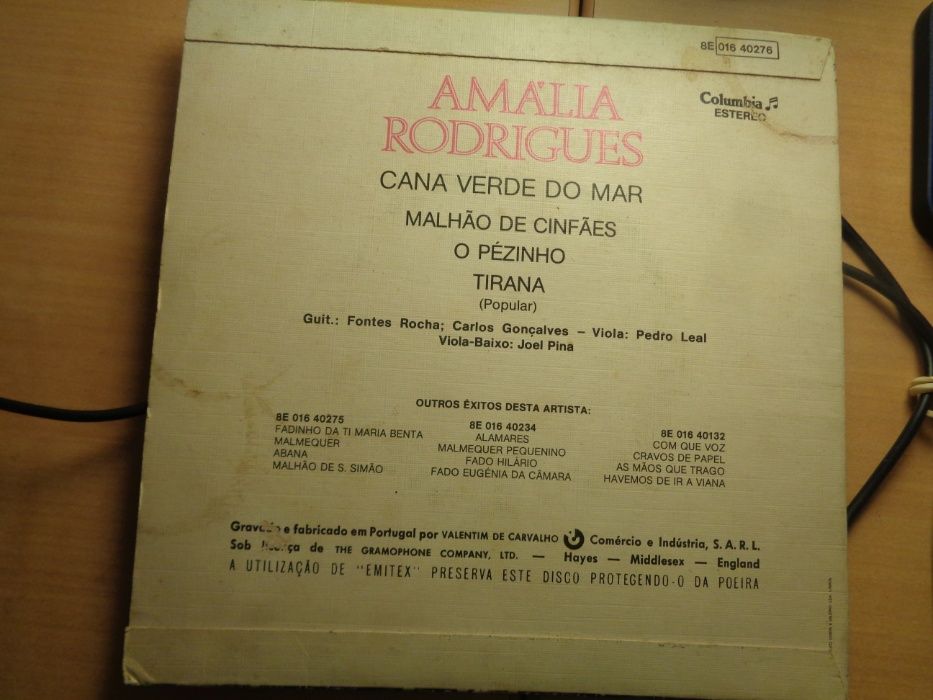 8E 016 40276
Columbia
ESTEREO
AMÁLIA
RODRIGUES
CANA VERDE DO MAR
MALHÃO DE CINFÃES
O PÉZINHO
TIRANA
(Popular)
Guit.: Fontes Rocha; Carlos Gonçalves – Viola: Pedro Leal
Viola-Baixo: Joel Pina
OUTROS ÉXITOS DESTA ARTISTA:
8E 016 40275
FADINHO DA TI MARIA BENTA
MALMEQUER
ABANA
MALHÃO DE S. SIMÃO
8E 016 40234
ALAMARES
MALMEQUER PEQUENINO
FADO HILÁRIO
FADO EUGÉNIA DA CÂMARA
8E 016 40132
COM QUE VOZ
CRAVOS DE PAPEL
AS MÃOS QUE TRAGO
HAVEMOS DE IR A VIANA
Gravado e fabricado em Portugal por VALENTIM DE CARVALHO Comércio e Indústria, S. A. R. L.
Sob licença de THE GRAMOPHONE COMPANY, LTD. — Hayes — Middlesex — England
A UTILIZAÇÃO DE "EMITEX" PRESERVA ESTE DISCO PROTEGENDO-O DA POEIRA